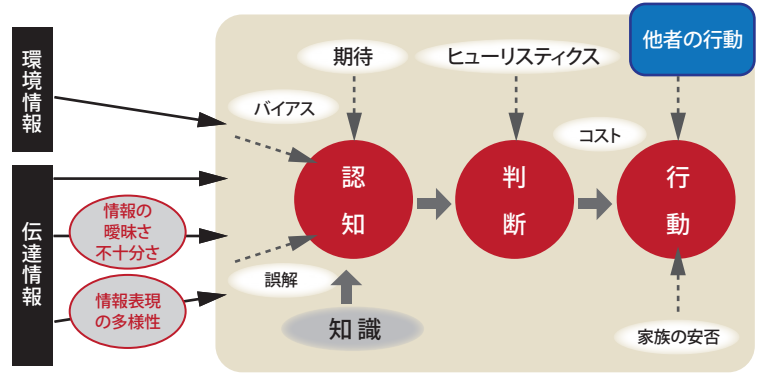 環境情報
伝達情報
情報の
曖昧さ
不十分さ
情報表現
の多様性
バイアス
期待
ヒューリスティクス
他者の行動
認知
判断
コスト
行動
誤解
知識
家族の安否